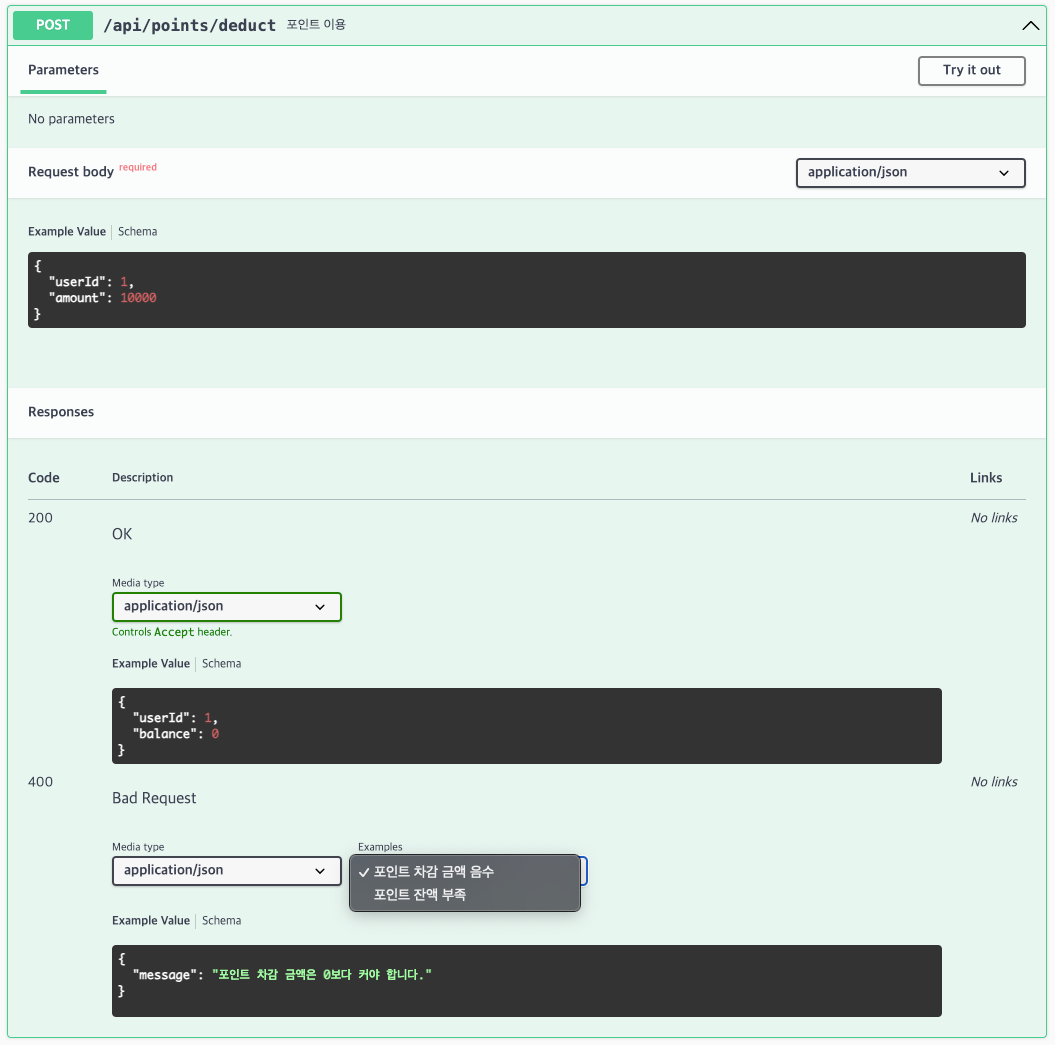 POST /api/points/deduct 포인트 이용
Parameters Try it out
No parameters
Request body required application/json
Example Value Schema
{
"userId": 1,
"amount": 10000
}
Responses
Code Description Links
200 No links
OK
Media type
application/json
Controls Accept header.
Example Value Schema
{
"userId": 1,
"balance": 0
}
400 No links
Bad Request
Media type Examples
application/json ✓ 포인트 차감 금액 음수
포인트 잔액 부족
Example Value Schema
{
"message": "포인트 차감 금액은 0보다 커야 합니다."
}